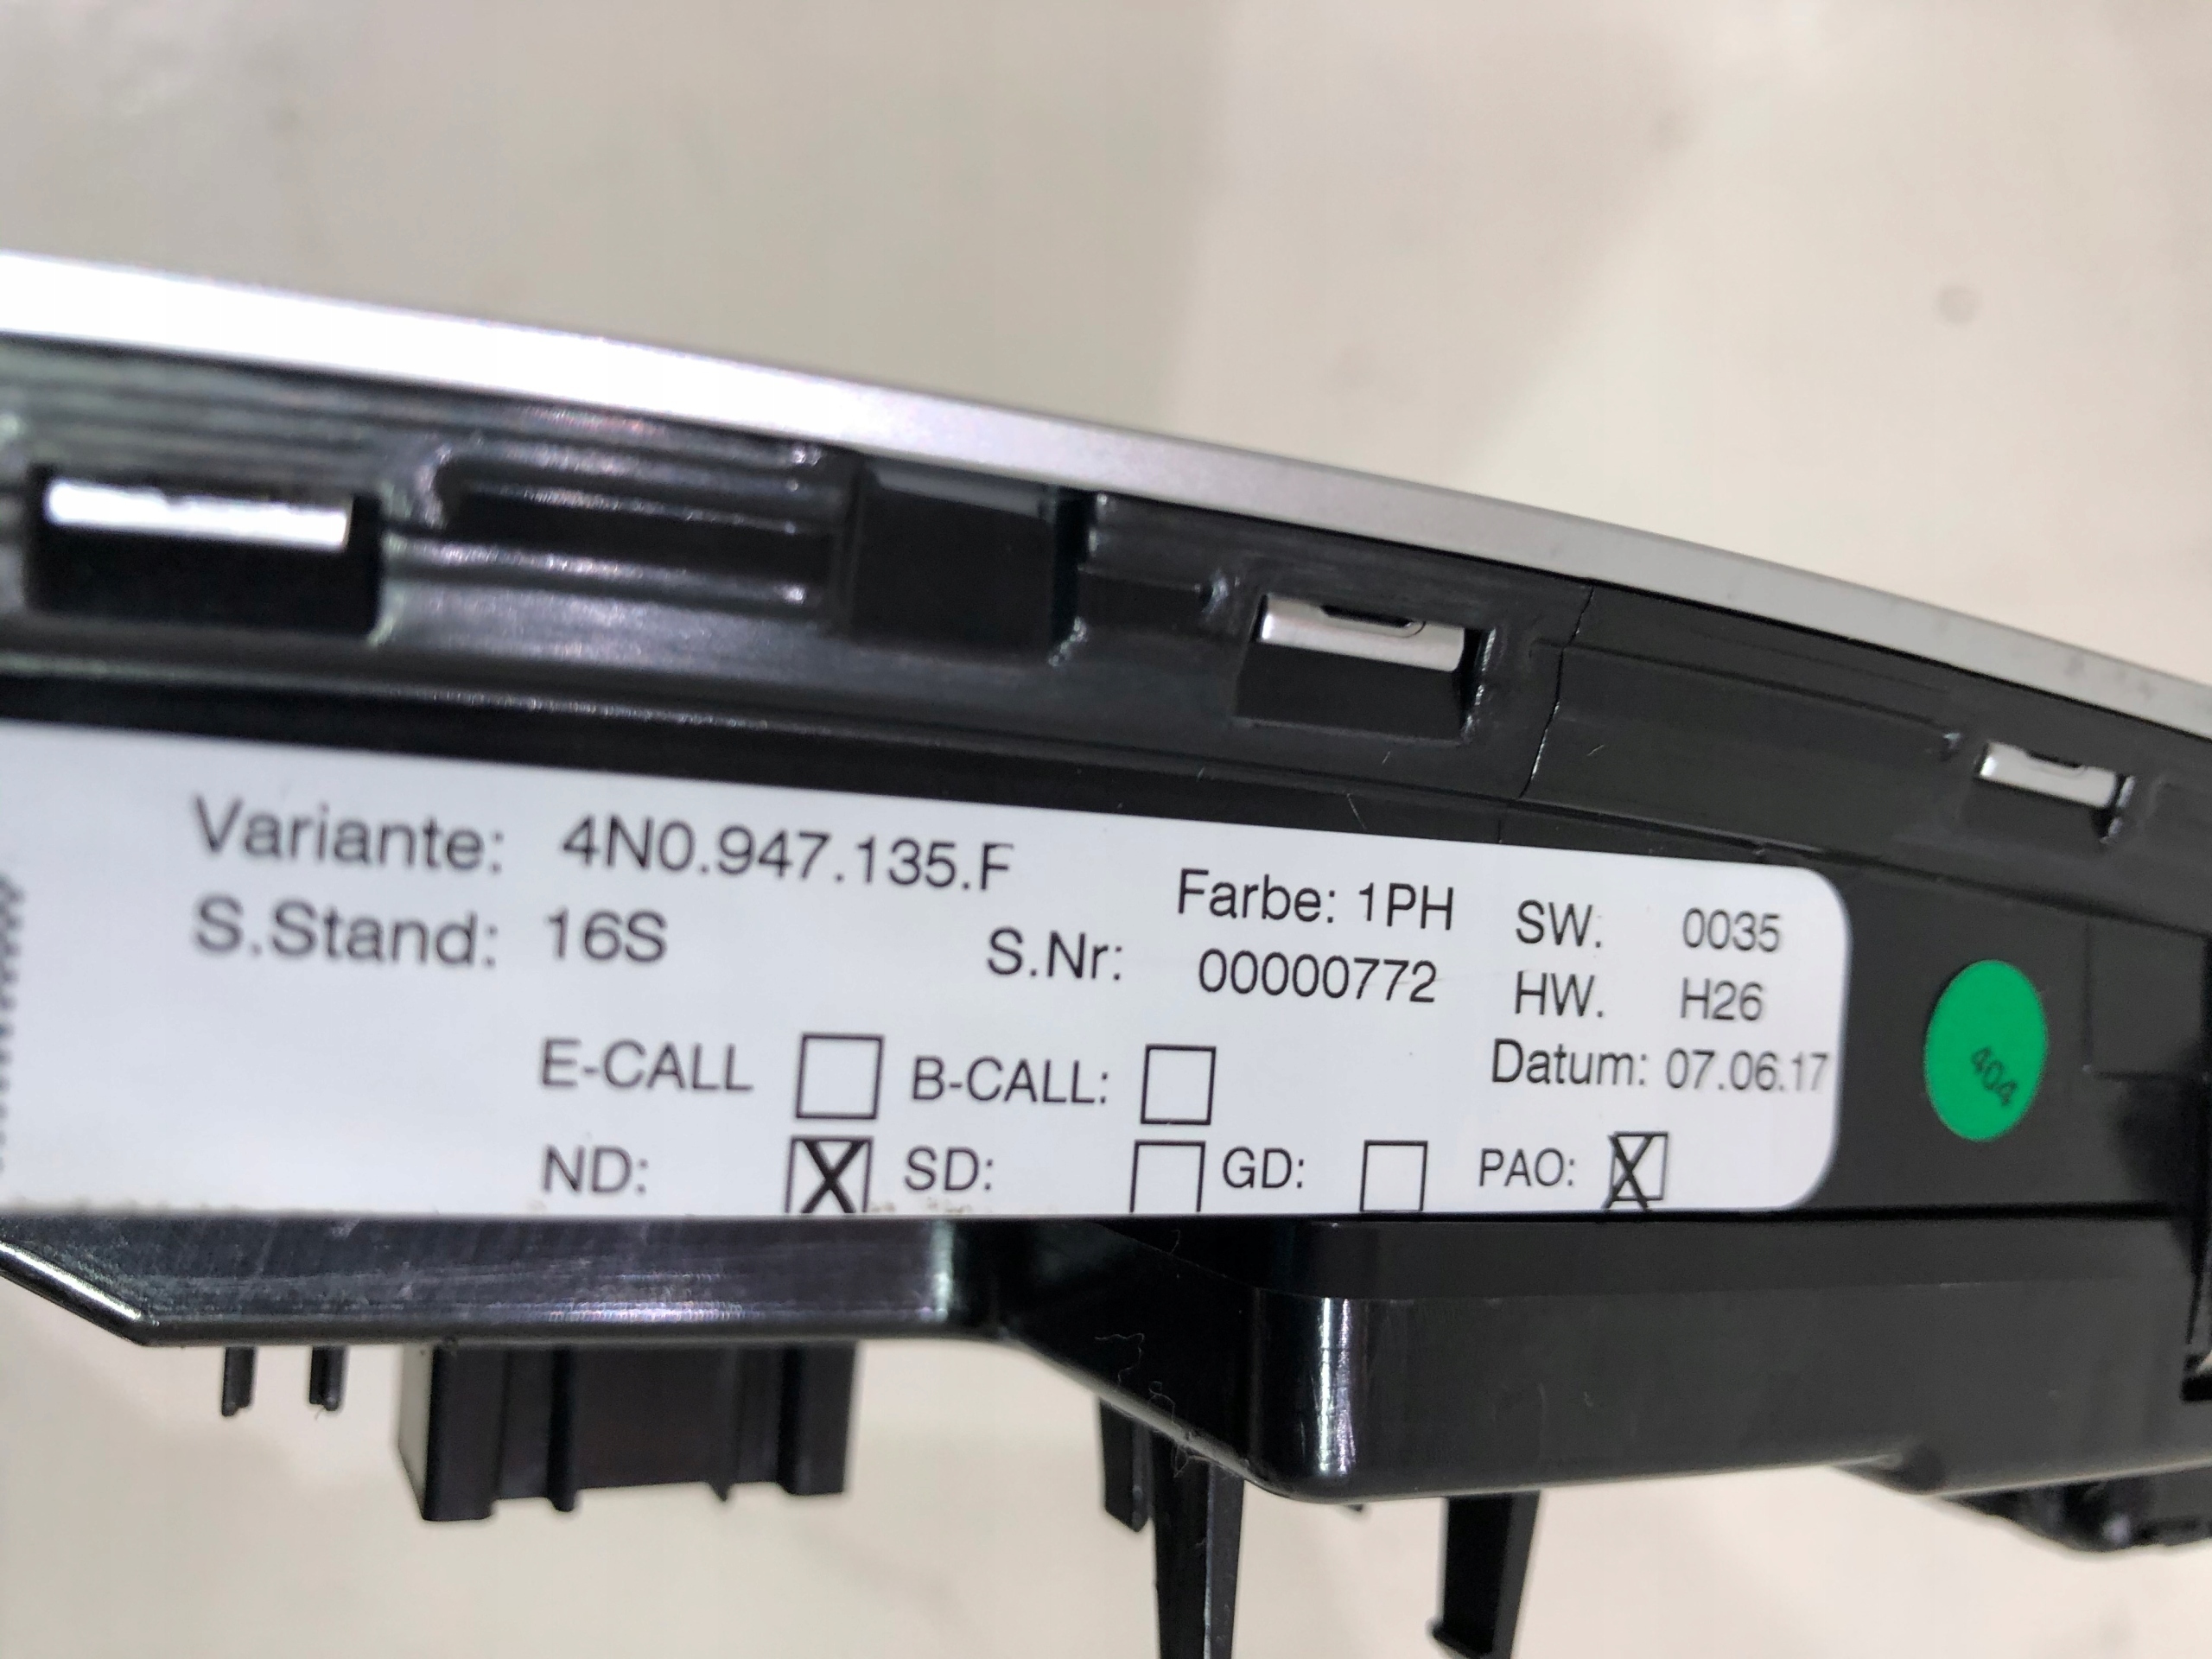 Variante: 4N0.947.135.F
Farbe: 1PH SW. 0035
S.Stand: 16S S.Nr: 00000772 HW. H26
E-CALL B-CALL: Datum: 07.06.17
ND: X SD: GD: PAO: X
404